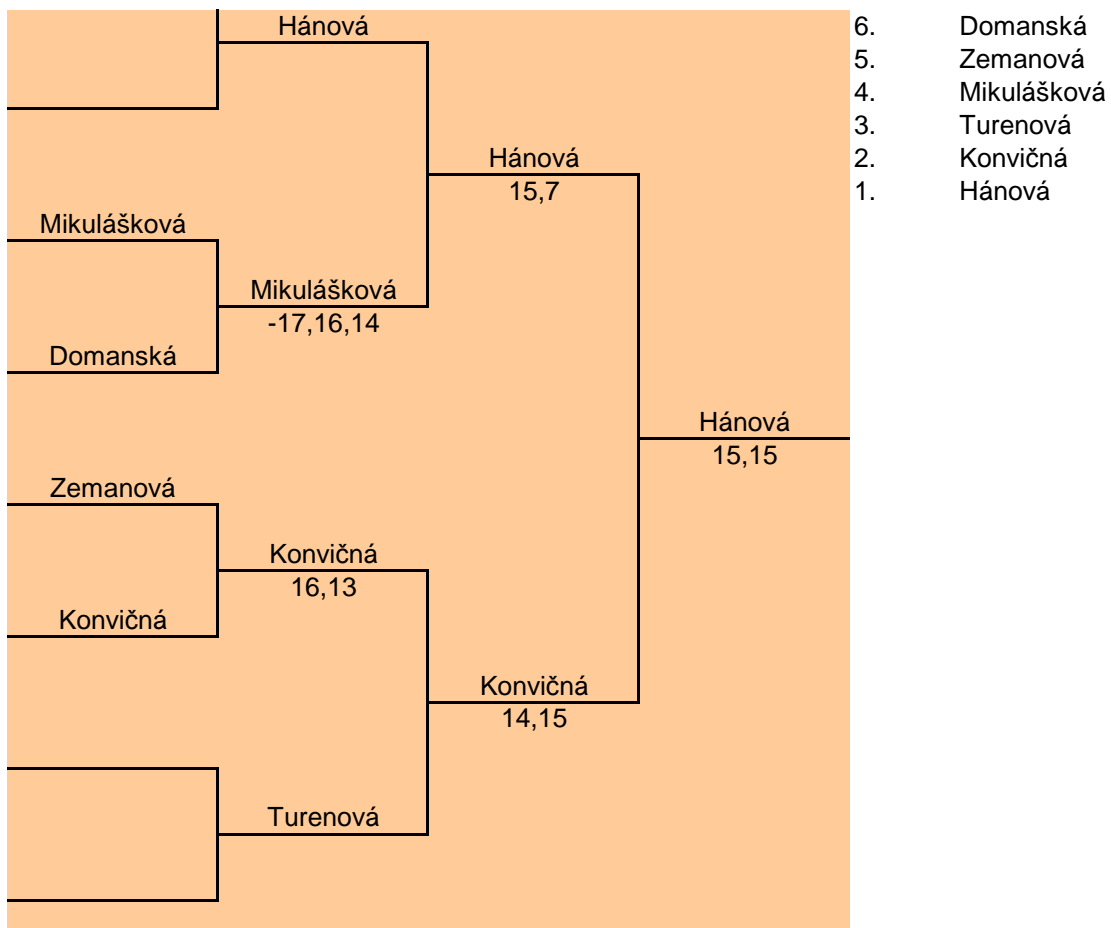 Hánová
6. Domanská
5. Zemanová
4. Mikulášková
3. Turenová
Hánová
2. Konvičná
15,7
1. Hánová
Mikulášková
Mikulášková
-17,16,14
Domanská
Hánová
15,15
Zemanová
Konvičná
16,13
Konvičná
Konvičná
14,15
Turenová